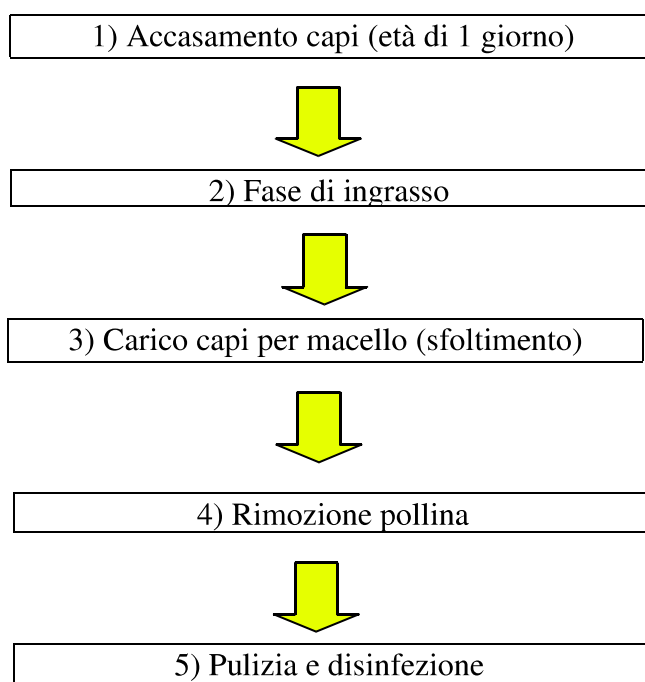 1) Accasamento capi (età di 1 giorno)
2) Fase di ingrasso
3) Carico capi per macello (sfoltimento)
4) Rimozione pollina
5) Pulizia e disinfezione